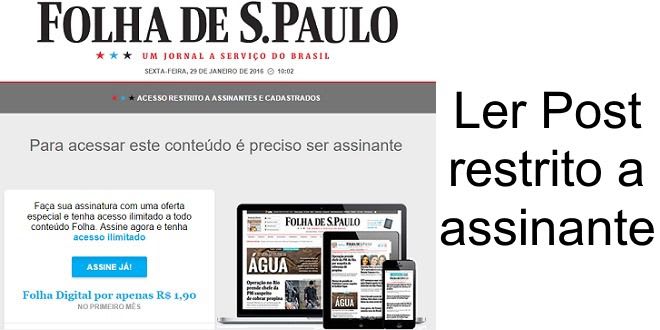 FOLHA DE S.PAULO
★ ★ ★ UM JORNAL A SERVIÇO DO BRASIL
SEXTA-FEIRA, 29 DE JANEIRO DE 2016 10:02
★ ★ ★ ACESSO RESTRITO A ASSINANTES E CADASTRADOS
Para acessar este conteúdo é preciso ser assinante
Faça sua assinatura com uma oferta
especial e tenha acesso ilimitado a todo
conteúdo Folha. Assine agora e tenha
acesso ilimitado
ASSINE JÁ!
Folha Digital por apenas R$ 1,90
NO PRIMEIRO MÊS
FOLHA DE S.PAULO
ÁGUA
Operação no Rio
prende chefe da
PM suspeito
de cobrar propina
FOLHA DE S.PAULO
Ler Post
restrito a
assinante